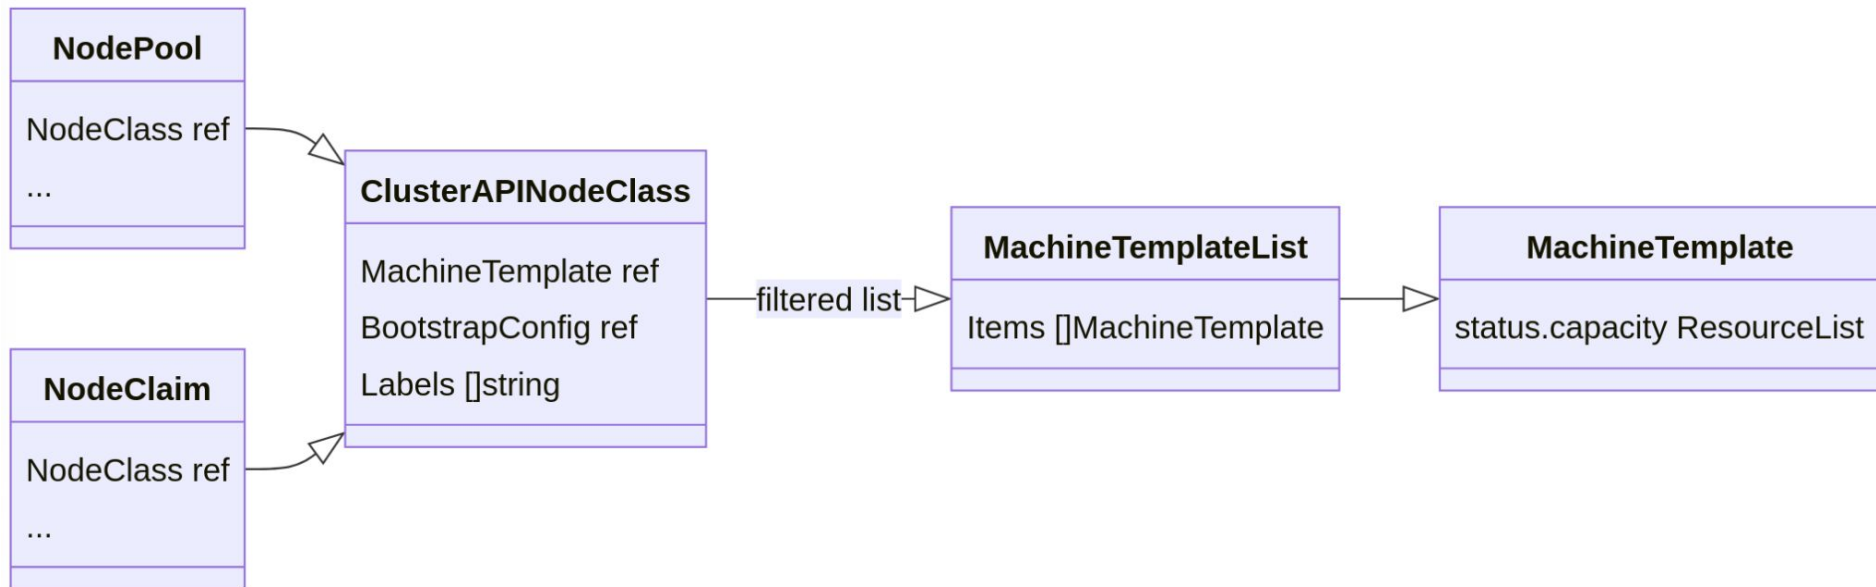 NodePool
NodeClass ref
...
NodeClaim
NodeClass ref
...
ClusterAPINodeClass
MachineTemplate ref
BootstrapConfig ref
Labels []string
filtered list
MachineTemplateList
Items []MachineTemplate
MachineTemplate
status.capacity ResourceList